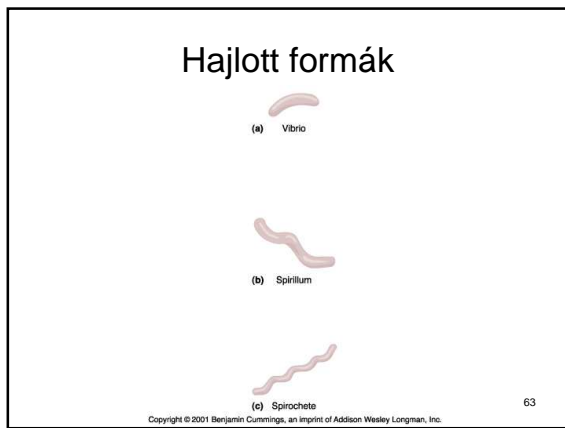 Hajlott formák
(a) Vibrio
(b) Spirillum
(c) Spirochete
63
Copyright © 2001 Benjamin Cummings, an imprint of Addison Wesley Longman, Inc.